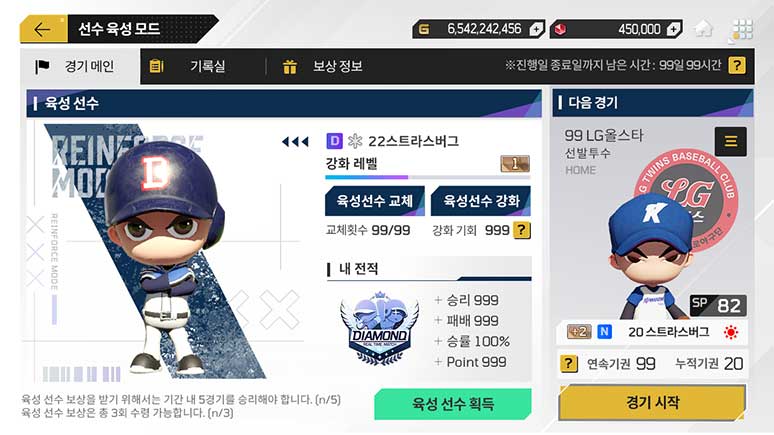 선수 육성 모드
G 6,542,242,456
450,000
경기 메인
기록실
보상 정보
※진행일 종료일까지 남은 시간 : 99일 99시간
?
육성 선수
REINFORCE
MODE
REINFORCE MODE
D
D 22스트라스버그
강화 레벨
1
육성선수 교체
육성선수 강화
교체횟수 99/99
강화 기회 999 ?
내 전적
DIAMOND
REAL TIME MATCH
+ 승리 999
+ 패배 999
+ 승률 100%
+ Point 999
육성 선수 보상을 받기 위해서는 기간 내 5경기를 승리해야 합니다. (n/5)
육성 선수 보상은 총 3회 수령 가능합니다. (n/3)
육성 선수 획득
다음 경기
99 LG올스타
선발투수
HOME
TWINS BASEBALL CLUB
LG
K
SP 82
+2 N 20 스트라스버그
? 연속기권 99 누적기권 20
경기 시작